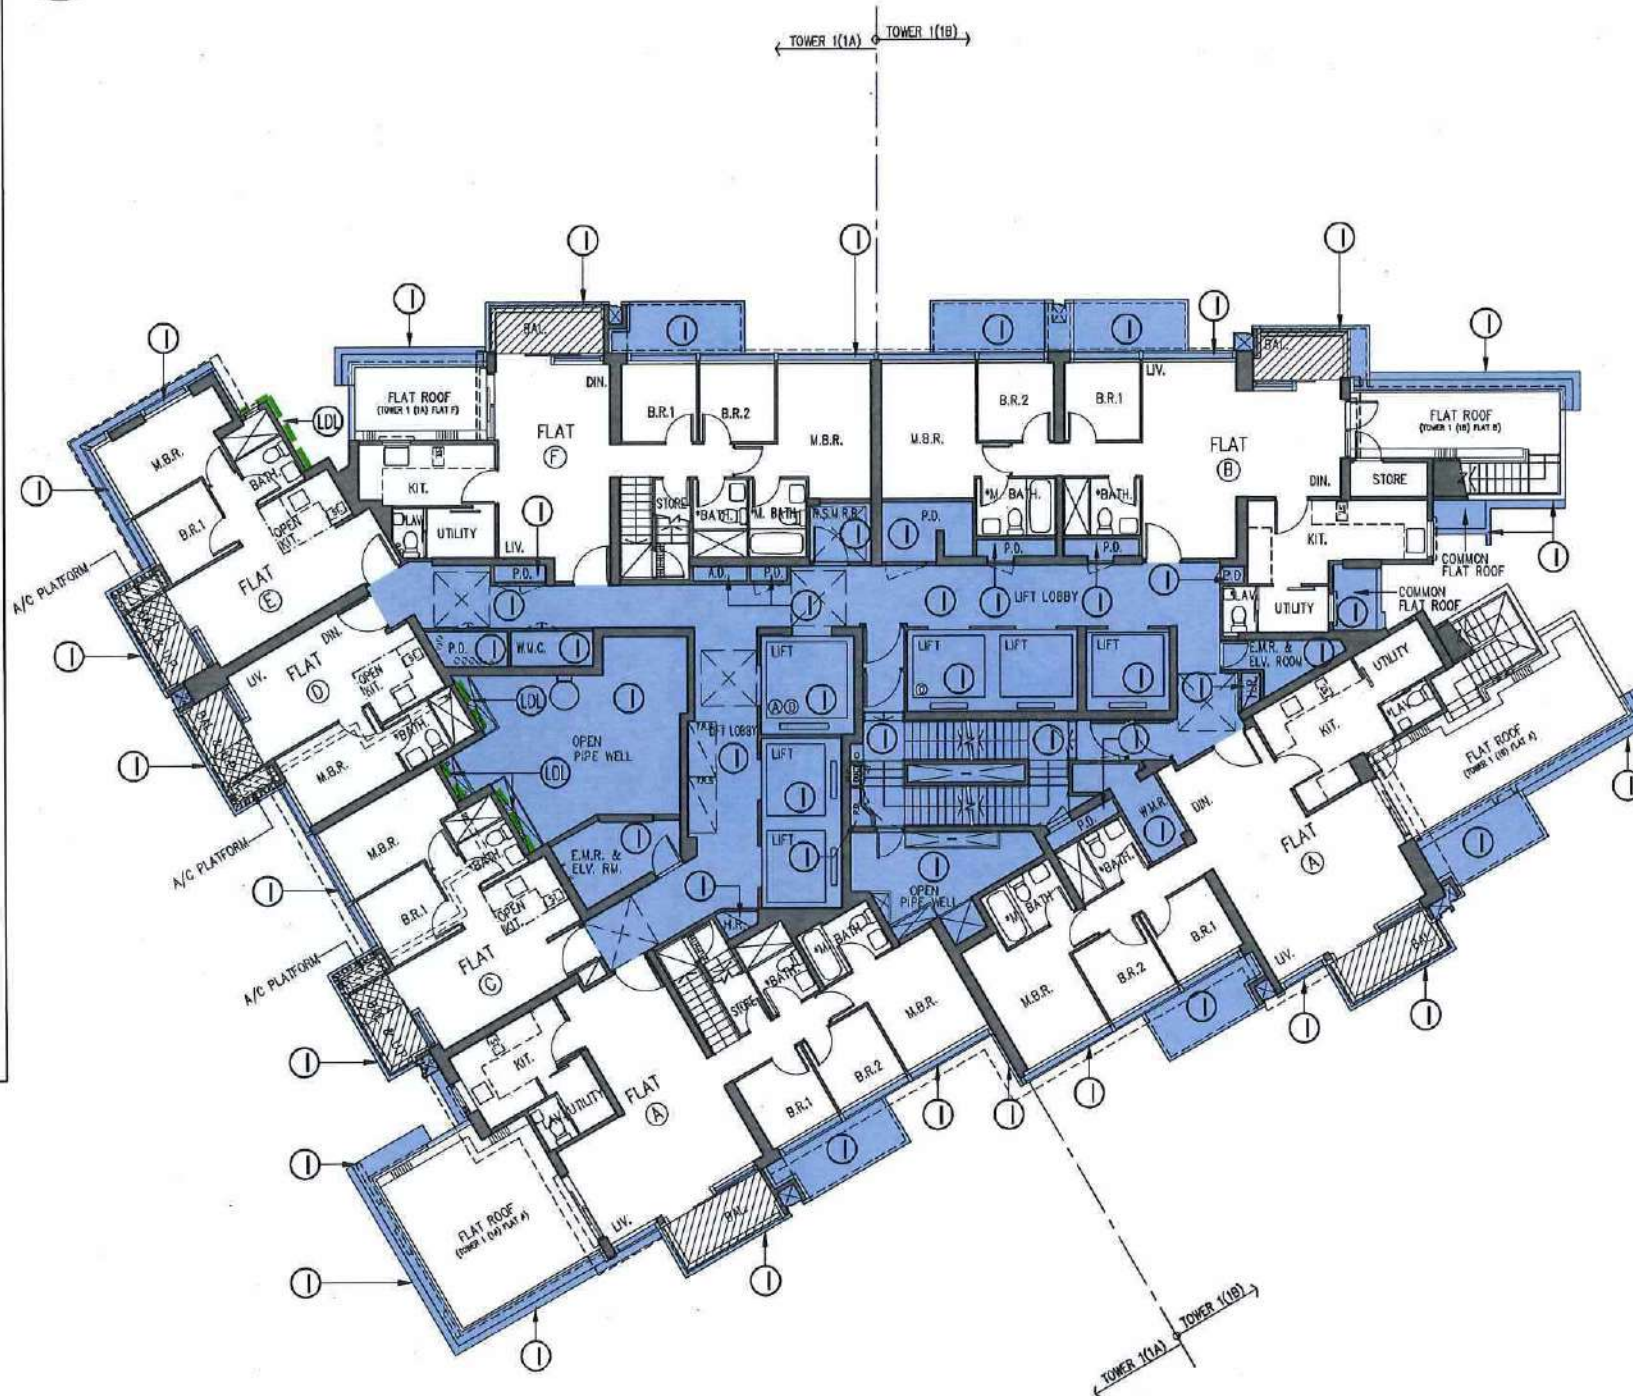 TOWER 1(1A)
TOWER 1(1B)
BAL.
BAL.
FLAT ROOF
(TOWER 1 (1A) FLAT F)
DIN.
B.R.1
B.R.2
M.B.R.
M.B.R.
B.R.2
B.R.1
LIV.
FLAT ROOF
(TOWER 1 (1B) FLAT B)
LDL
M.B.R.
BATH.
FLAT
F
FLAT
B
KIT.
STORE
*BATH.
*M. BATH
R.S.M.R.B
P.D.
*M. BATH.
*BATH.
DIN.
STORE
KIT.
B.R.1
OPEN
KIT.
LAV
UTILITY
LIV.
P.D.
A.D.
P.D.
P.D.
P.D.
P.D.
COMMON
FLAT ROOF
COMMON
FLAT ROOF
A/C PLATFORM
FLAT
E
LIFT LOBBY
*LAV.
UTILITY
DIN.
LIV.
FLAT
D
OPEN
KIT.
P.D.
W.M.C.
LIFT
A D
LIFT
D
LIFT
LIFT
E.M.R. &
ELV. ROOM
UTILITY
*LAV.
KIT.
LDL
OPEN
PIPE WELL
T.R.S
LIFT LOBBY
T.R.S
H.R.
*BATH.
M.B.R.
LDL
LIFT
LIFT
FLAT ROOF
(TOWER 1 (1B) FLAT A)
DIN.
W.M.R.
P.D.
FLAT
A
A/C PLATFORM
M.B.R.
BATH.
E.M.R. &
ELV. RM.
OPEN
PIPE WELL
*BATH.
*M. BATH
B.R.1
OPEN
KIT.
A/C PLATFORM
FLAT
C
H.R.
*M. BATH
*BATH.
STORE
M.B.R.
M.B.R.
B.R.2
B.R.1
LIV.
BAL.
KIT.
UTILITY
FLAT
A
B.R.1
B.R.2
FLAT ROOF
(TOWER 1 (1A) FLAT A)
LIV.
BAL.
TOWER 1(1B)
TOWER 1(1A)